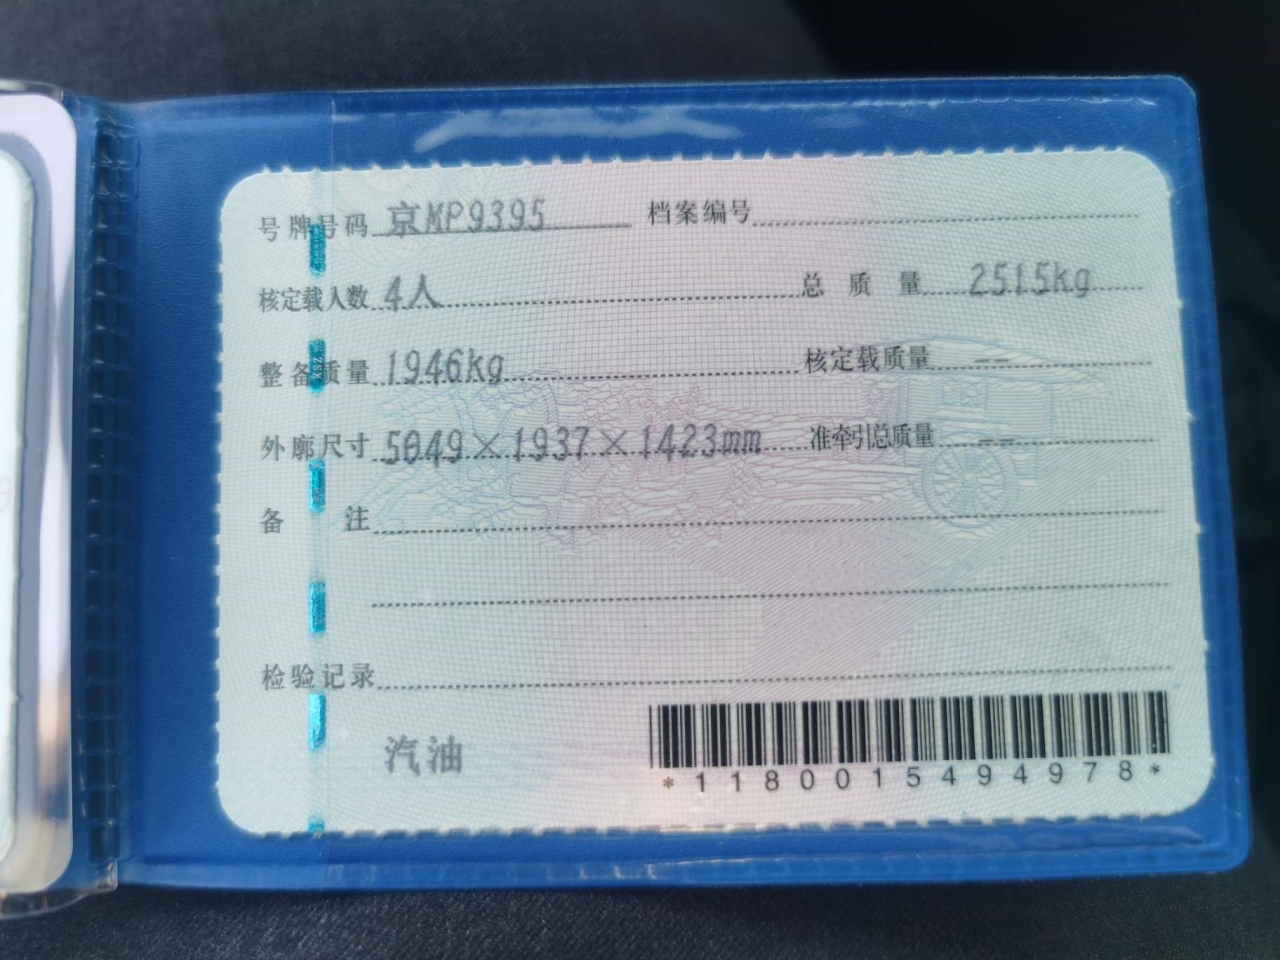 号牌号码 京MP9395 档案编号
核定载人数 4人 总质量 2515kg
整备质量 1946kg 核定载质量 --
外廓尺寸 5049×1937×1423mm 准牵引总质量 --
备注
检验记录
汽油
*1180015494978*